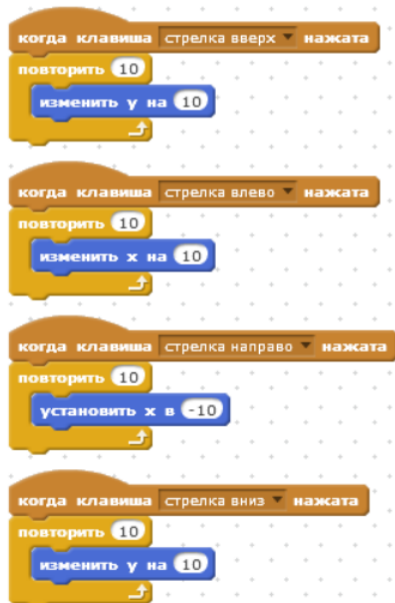 когда клавиша стрелка вверх нажата
повторить 10
изменить y на 10
когда клавиша стрелка влево нажата
повторить 10
изменить x на 10
когда клавиша стрелка направо нажата
повторить 10
установить x в -10
когда клавиша стрелка вниз нажата
повторить 10
изменить y на 10